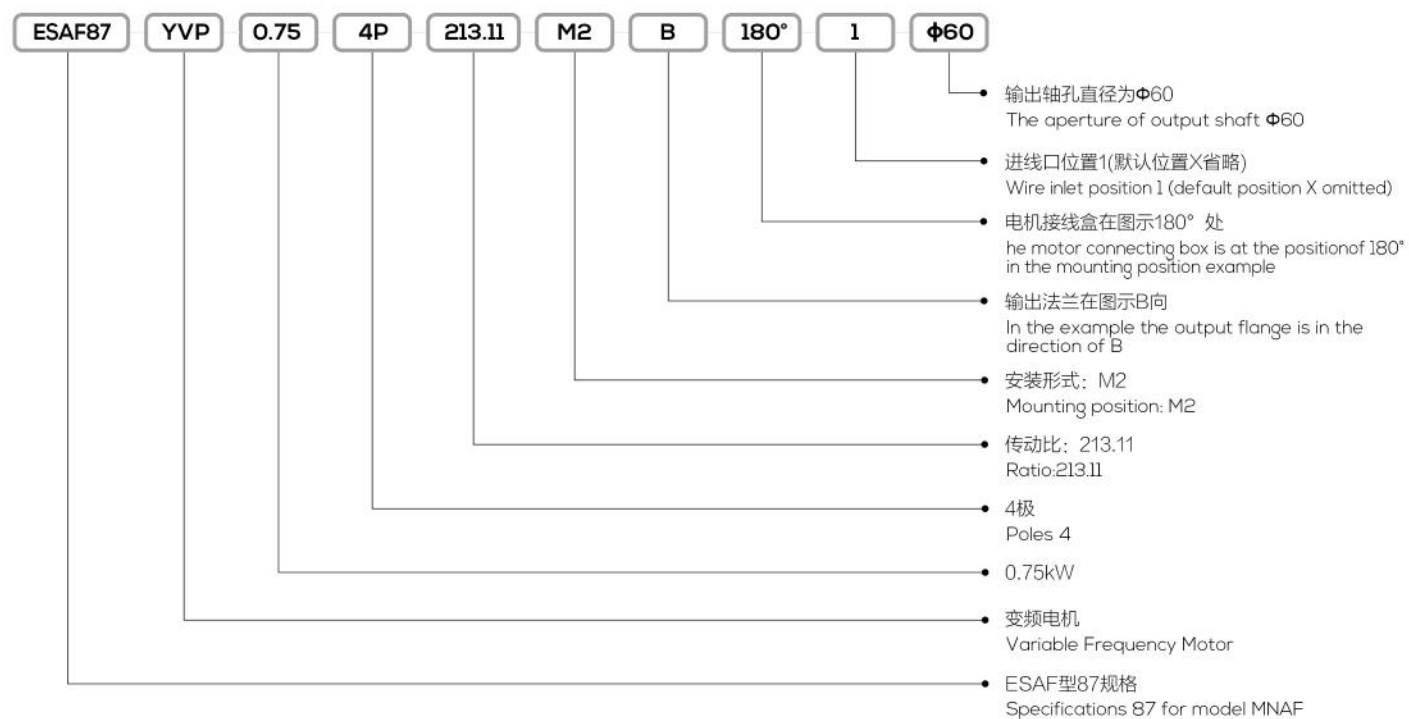 ESAF87 YVP 0.75 4P 213.11 M2 B 180° 1 Φ60
输出轴孔直径为Φ60
The aperture of output shaft Φ60
进线口位置1(默认位置X省略)
Wire inlet position 1 (default position X omitted)
电机接线盒在图示180°处
he motor connecting box is at the positionof 180°
in the mounting position example
输出法兰在图示B向
In the example the output flange is in the
direction of B
安装形式：M2
Mounting position: M2
传动比：213.11
Ratio:213.11
4极
Poles 4
0.75kW
变频电机
Variable Frequency Motor
ESAF型87规格
Specifications 87 for model MNAF